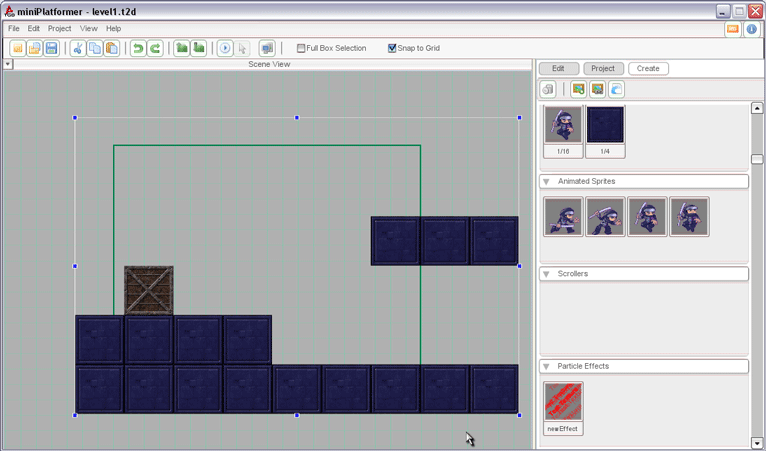 miniPlatformer - level1.t2d
File Edit Project View Help
Full Box Selection Snap to Grid
Scene View
Edit Project Create
1/16 1/4
Animated Sprites
Scrollers
Particle Effects
newEffect